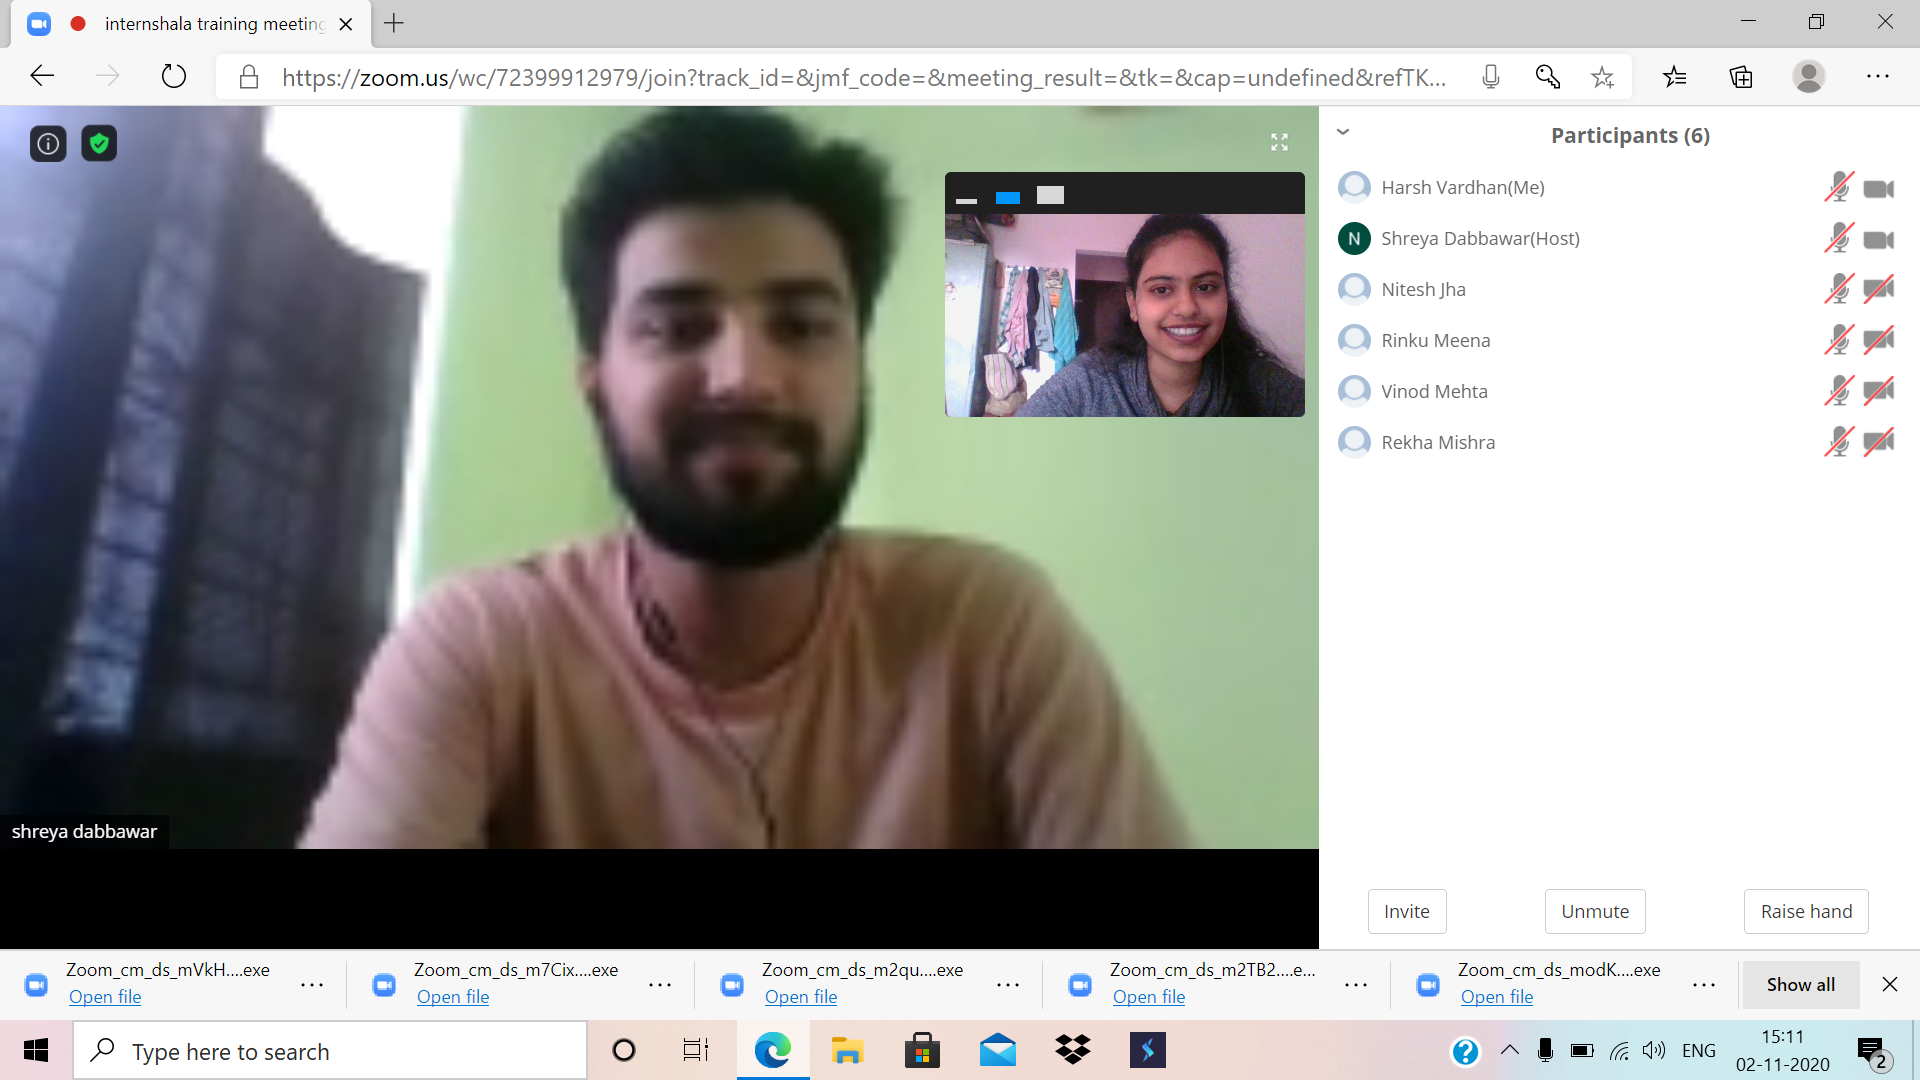 internshala training meeting
https://zoom.us/wc/72399912979/join?track_id=&jmf_code=&meeting_result=&tk=&cap=undefined&refTK...
Participants (6)
Harsh Vardhan(Me)
N Shreya Dabbawar(Host)
Nitesh Jha
Rinku Meena
Vinod Mehta
Rekha Mishra
shreya dabbawar
Invite Unmute Raise hand
Zoom_cm_ds_mVkH....exe Zoom_cm_ds_m7Cix....exe Zoom_cm_ds_m2qu....exe Zoom_cm_ds_m2TB2....e... Zoom_cm_ds_modK....exe Show all
Open file Open file Open file Open file Open file
Type here to search
ENG
15:11
02-11-2020
2